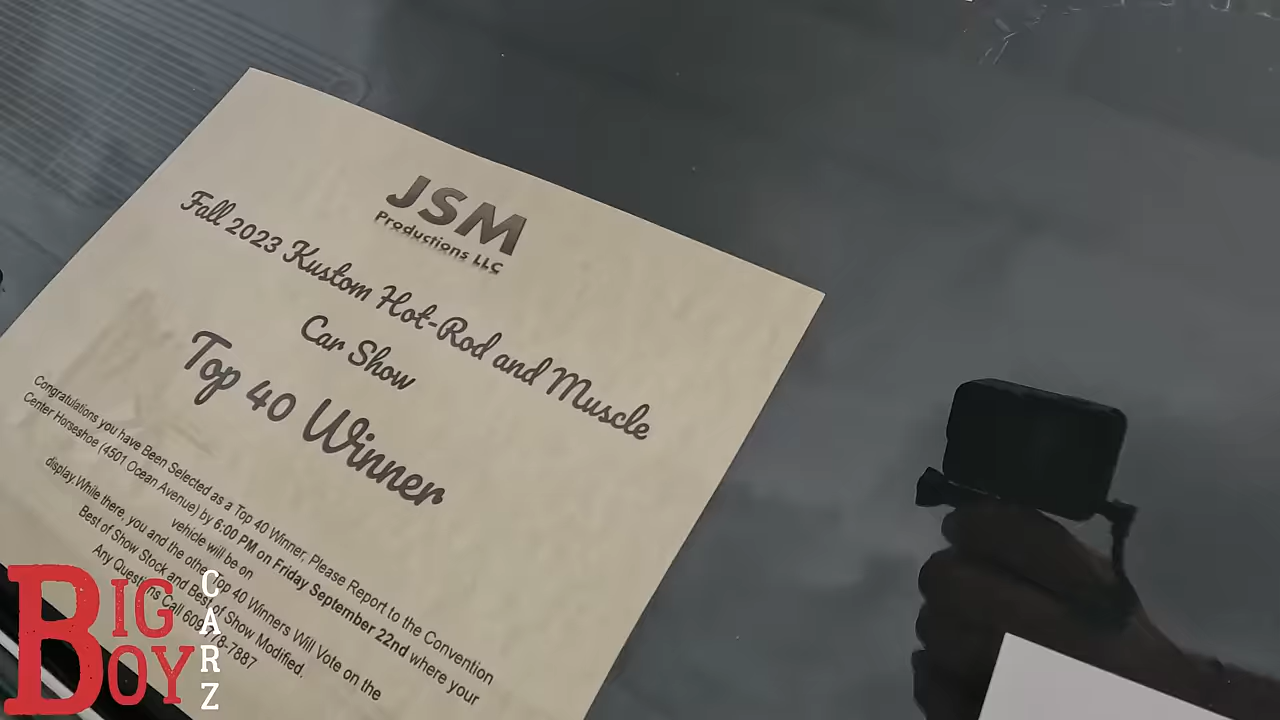 JSM
Productions LLC
Fall 2023 Kustom Hot-Rod and Muscle
Car Show
Top 40 Winner
Congratulations you have Been Selected as a Top 40 Winner, Please Report to the Convention
Center Horseshoe (4501 Ocean Avenue) by 6:00 PM on Friday September 22nd where your
vehicle will be on
display.While there, you and the other Top 40 Winners Will Vote on the
Best of Show Stock and Best of Show Modified.
Any Questions Call 609 78-7887
BIG
BOY
CARZ